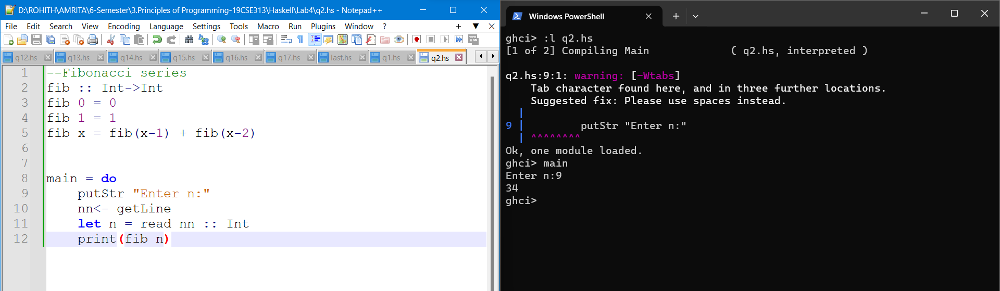 D:\ROHITH\AMRITA\6-Semester\3.Principles of Programming-19CSE313\Haskell\Lab4\q2.hs - Notepad++
File Edit Search View Encoding Language Settings Tools Macro Run Plugins Window ? + ▼ X
q12.hs q13.hs q14.hs q15.hs q16.hs q17.hs last.hs q1.hs q2.hs
1 --Fibonacci series
2 fib :: Int->Int
3 fib 0 = 0
4 fib 1 = 1
5 fib x = fib(x-1) + fib(x-2)
6
7
8 main = do
9 putStr "Enter n:"
10 nn<- getLine
11 let n = read nn :: Int
12 print(fib n)
Windows PowerShell
ghci> :l q2.hs
[1 of 2] Compiling Main ( q2.hs, interpreted )
q2.hs:9:1: warning: [-Wtabs]
Tab character found here, and in three further locations.
Suggested fix: Please use spaces instead.
|
9 | putStr "Enter n:"
| ^^^^^^^^
Ok, one module loaded.
ghci> main
Enter n:9
34
ghci>